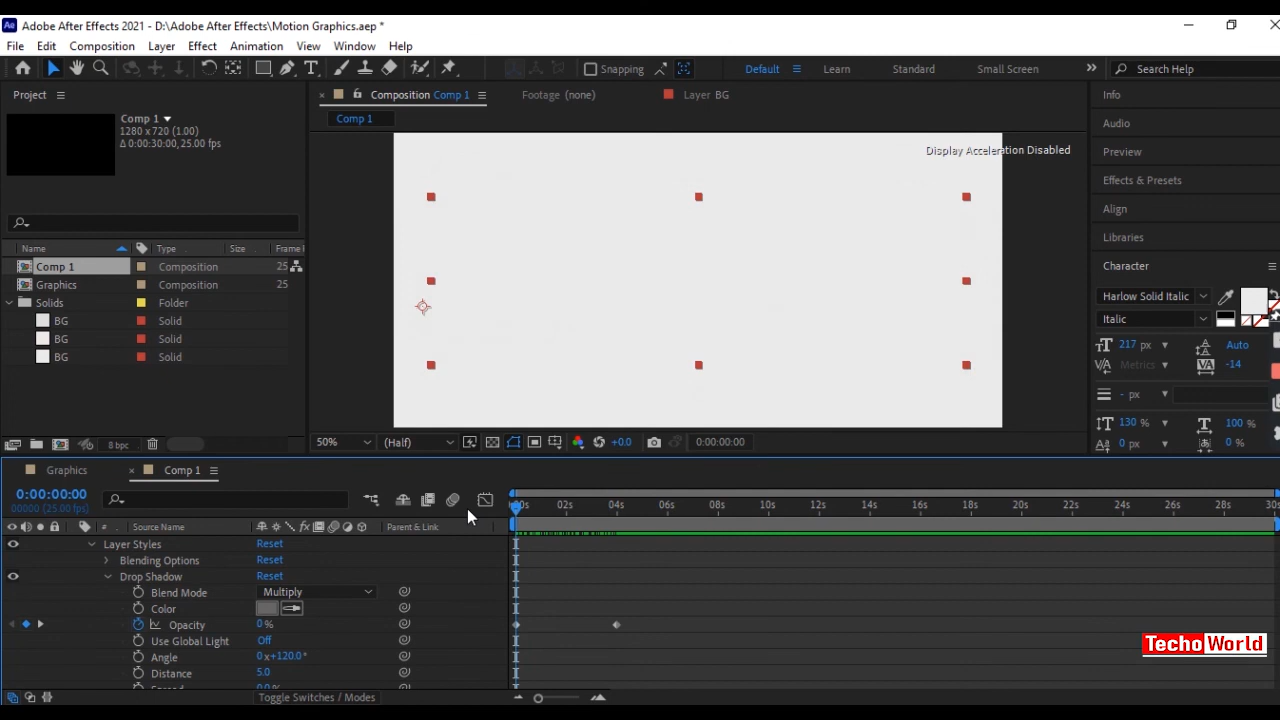 Adobe After Effects 2021 - D:\Adobe After Effects\Motion Graphics.aep *
File Edit Composition Layer Effect Animation View Window Help
Snapping Default Learn Standard Small Screen Search Help
Project
Composition Comp 1
Footage (none)
Layer BG
Info
Comp 1
1280 x 720 (1.00)
Δ 0:00:30:00, 25.00 fps
Comp 1
Display Acceleration Disabled
Audio
Preview
Effects & Presets
Align
Libraries
Character
Name Type Size Frame
Comp 1 Composition 25
Graphics Composition 25
Solids Folder
BG Solid
BG Solid
BG Solid
Harlow Solid Italic
Italic
217 px Auto
Metrics -14
- px
130 % 100 %
0 px 0 %
8 bpc
50% (Half) +0.0 0:00:00:00
Graphics
Comp 1
0:00:00:00
00000 (25.00 fps)
02s 04s 06s 08s 10s 12s 14s 16s 18s 20s 22s 24s 26s 28s 30s
# Source Name Parent & Link
Layer Styles Reset
Blending Options Reset
Drop Shadow Reset
Blend Mode Multiply
Color
Opacity 0 %
Use Global Light Off
Angle 0 x +120.0 °
Distance 5.0
Toggle Switches / Modes
Techo World